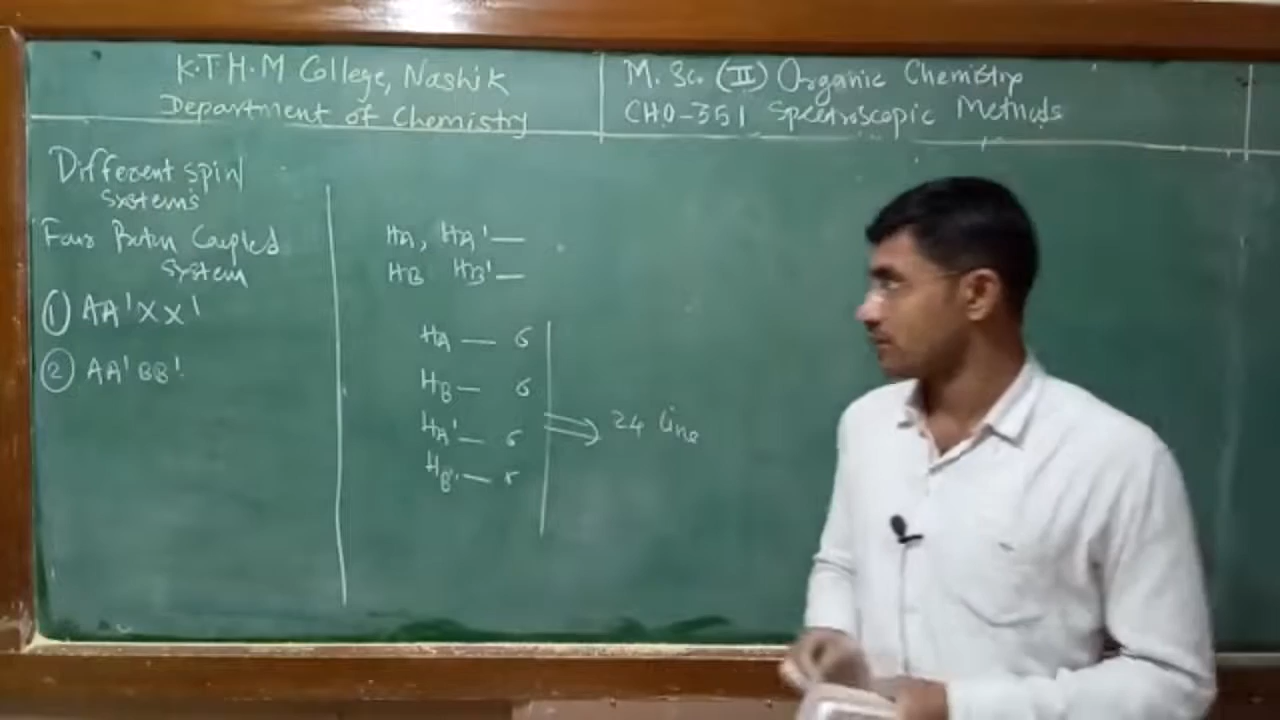 K.T.H.M College, Nashik
Department of Chemistry
M. Sc. (II) Organic Chemistry
CHO-351 Spectroscopic Methods
Different spin
systems
Four Proton Coupled
System
① AA'XX'
② AA'BB'
HA, HA'—
HB HB'—
HA — 6
HB — 6
HA' — 6
HB' — 6
⇒ 24 line